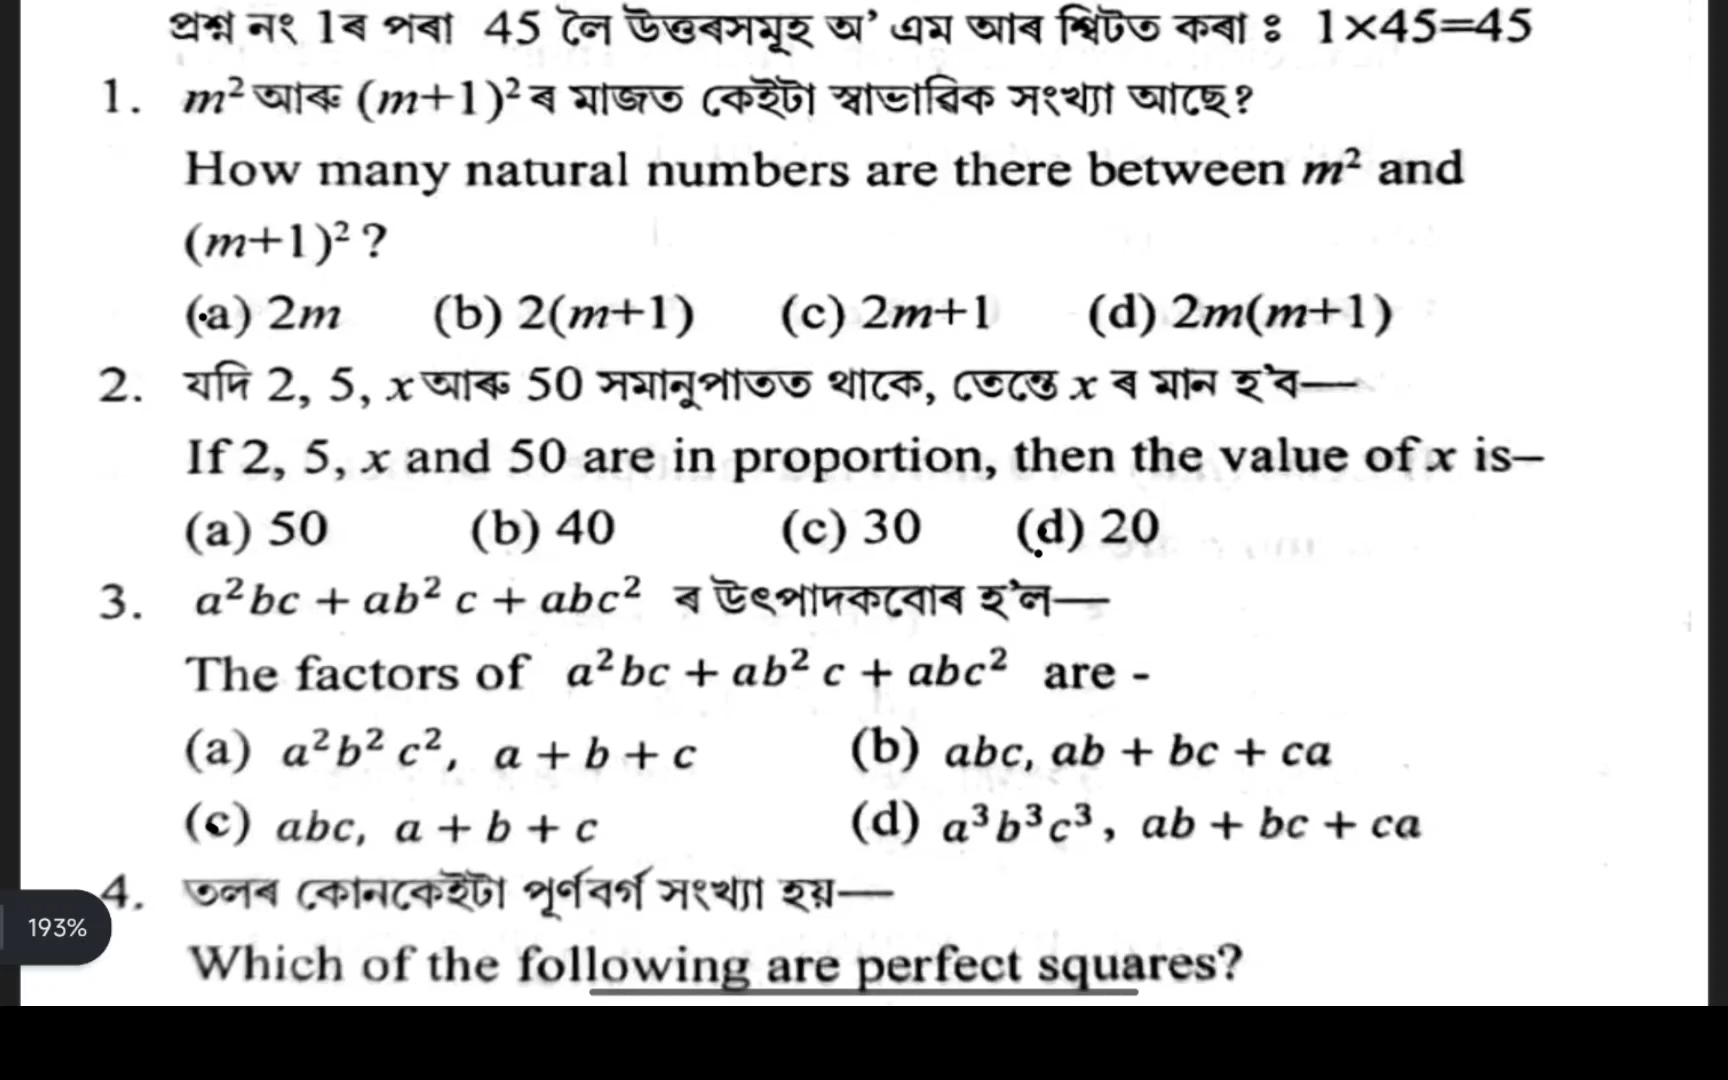 প্ৰশ্ন নং 1ৰ পৰা 45 লৈ উত্তৰসমূহ অ' এম আৰ শ্বিটত কৰা ঃ 1×45=45
1. m² আৰু (m+1)² ৰ মাজত কেইটা স্বাভাৱিক সংখ্যা আছে?
How many natural numbers are there between m² and
(m+1)² ?
(a) 2m (b) 2(m+1) (c) 2m+1 (d) 2m(m+1)
2. যদি 2, 5, x আৰু 50 সমানুপাতত থাকে, তেন্তে x ৰ মান হ'ব—
If 2, 5, x and 50 are in proportion, then the value of x is–
(a) 50 (b) 40 (c) 30 (d) 20
3. a²bc + ab² c + abc² ৰ উৎপাদকবোৰ হ'ল—
The factors of a²bc + ab² c + abc² are -
(a) a²b² c², a + b + c (b) abc, ab + bc + ca
(c) abc, a + b + c (d) a³b³c³, ab + bc + ca
4. তলৰ কোনকেইটা পূৰ্ণবৰ্গ সংখ্যা হয়—
193%
Which of the following are perfect squares?